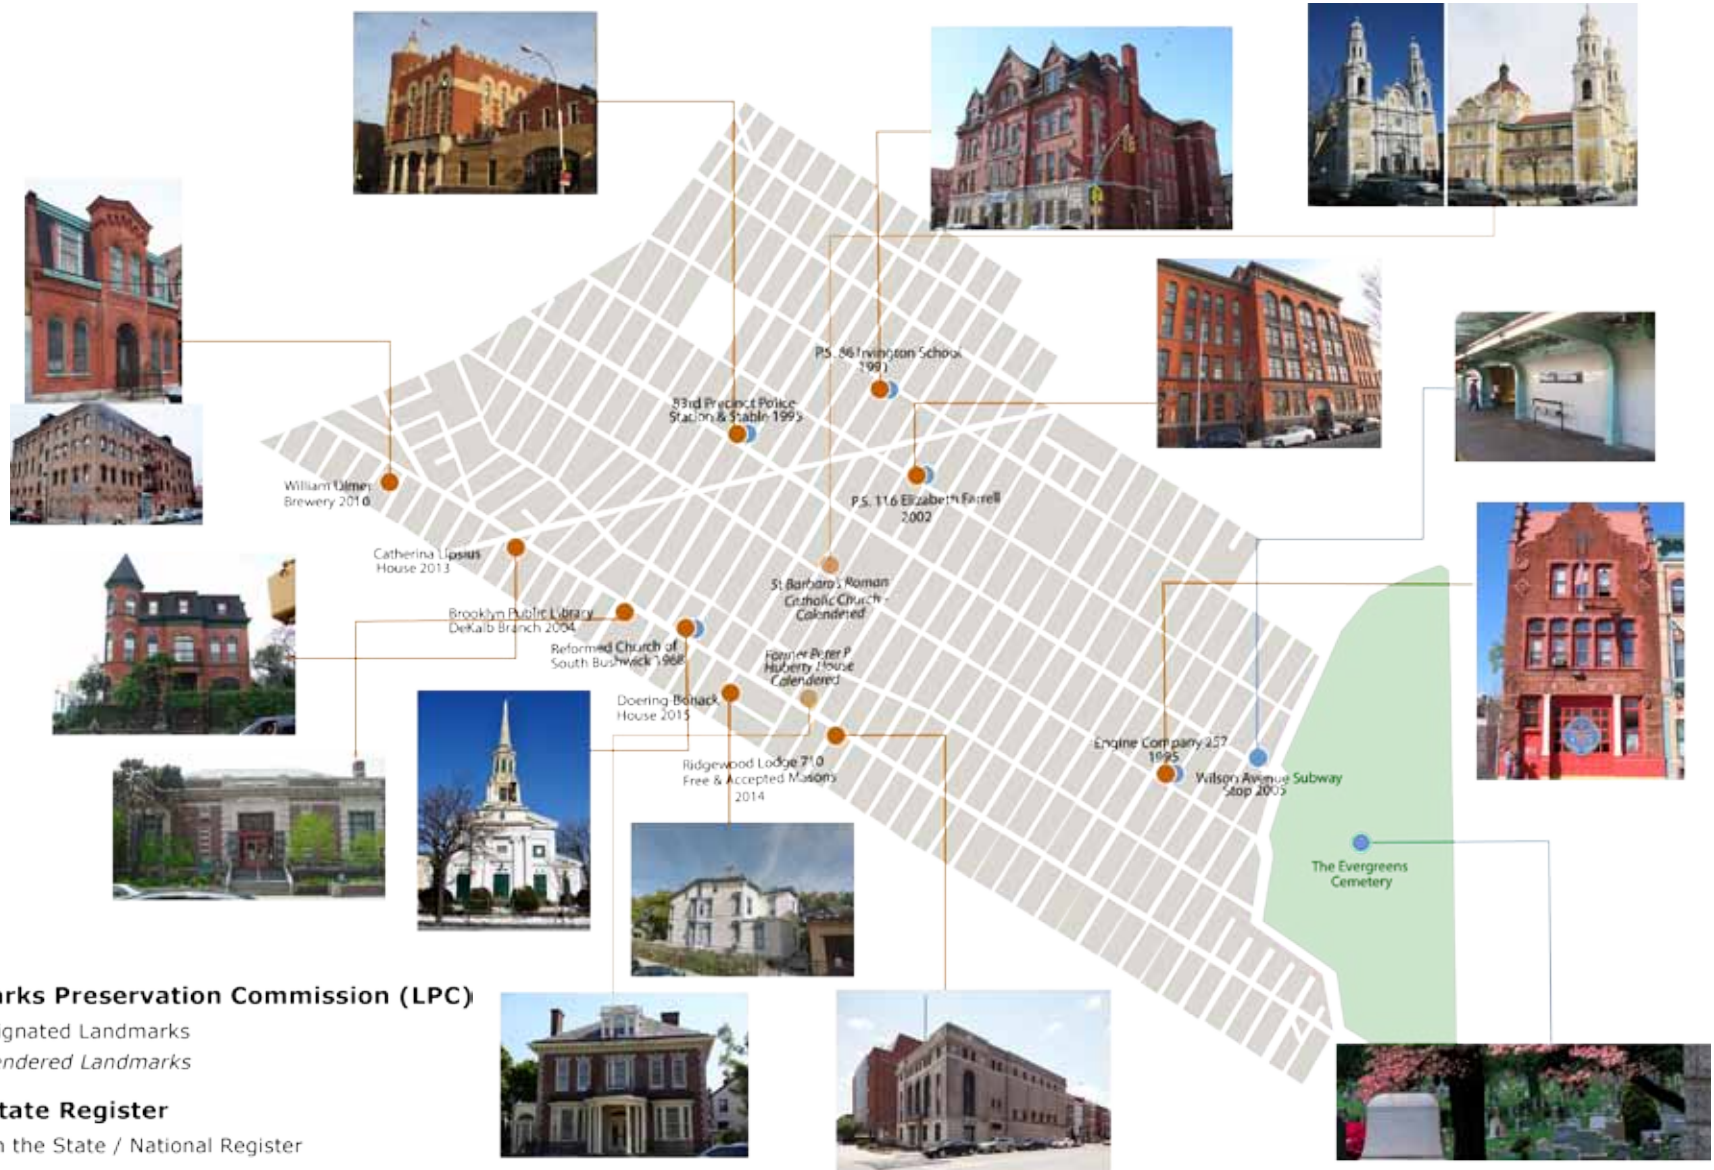 P.S. 86 Irvington School
1991
83rd Precinct Police
Station & Stable 1995
William Ulmer
Brewery 2010
P.S. 116 Elizabeth Farrell
2002
Catherina Lipsius
House 2013
St Barbara's Roman
Catholic Church -
Calendered
Brooklyn Public Library
DeKalb Branch 2004
Reformed Church of
South Bushwick 1968
Former Peter P
Huberty House
Calendered
Doering-Bohack
House 2015
Ridgewood Lodge 710
Free & Accepted Masons
2014
Engine Company 252
1995
Wilson Avenue Subway
Stop 2005
The Evergreens
Cemetery
arks Preservation Commission (LPC)
ignated Landmarks
endered Landmarks
tate Register
n the State / National Register